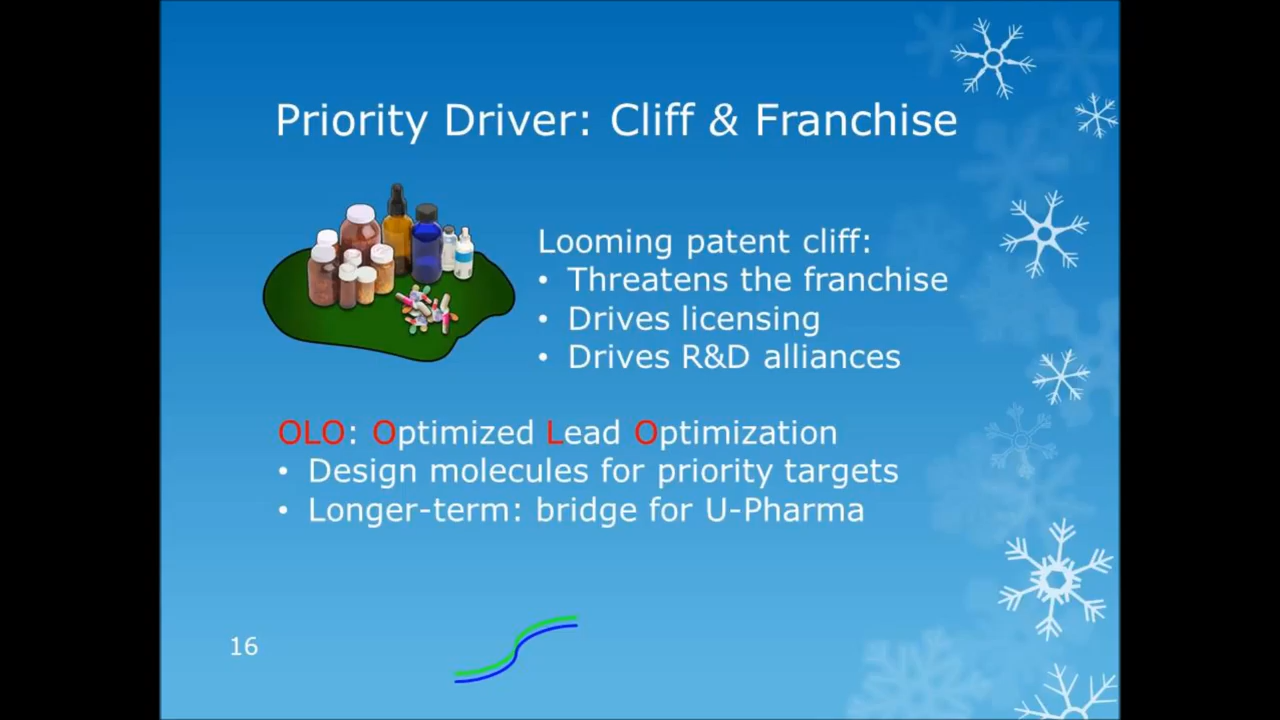 Priority Driver: Cliff & Franchise
Looming patent cliff:
• Threatens the franchise
• Drives licensing
• Drives R&D alliances
OLO: Optimized Lead Optimization
• Design molecules for priority targets
• Longer-term: bridge for U-Pharma
16